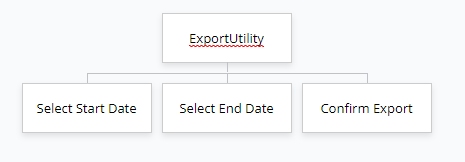 ExportUtility
Select Start Date
Select End Date
Confirm Export